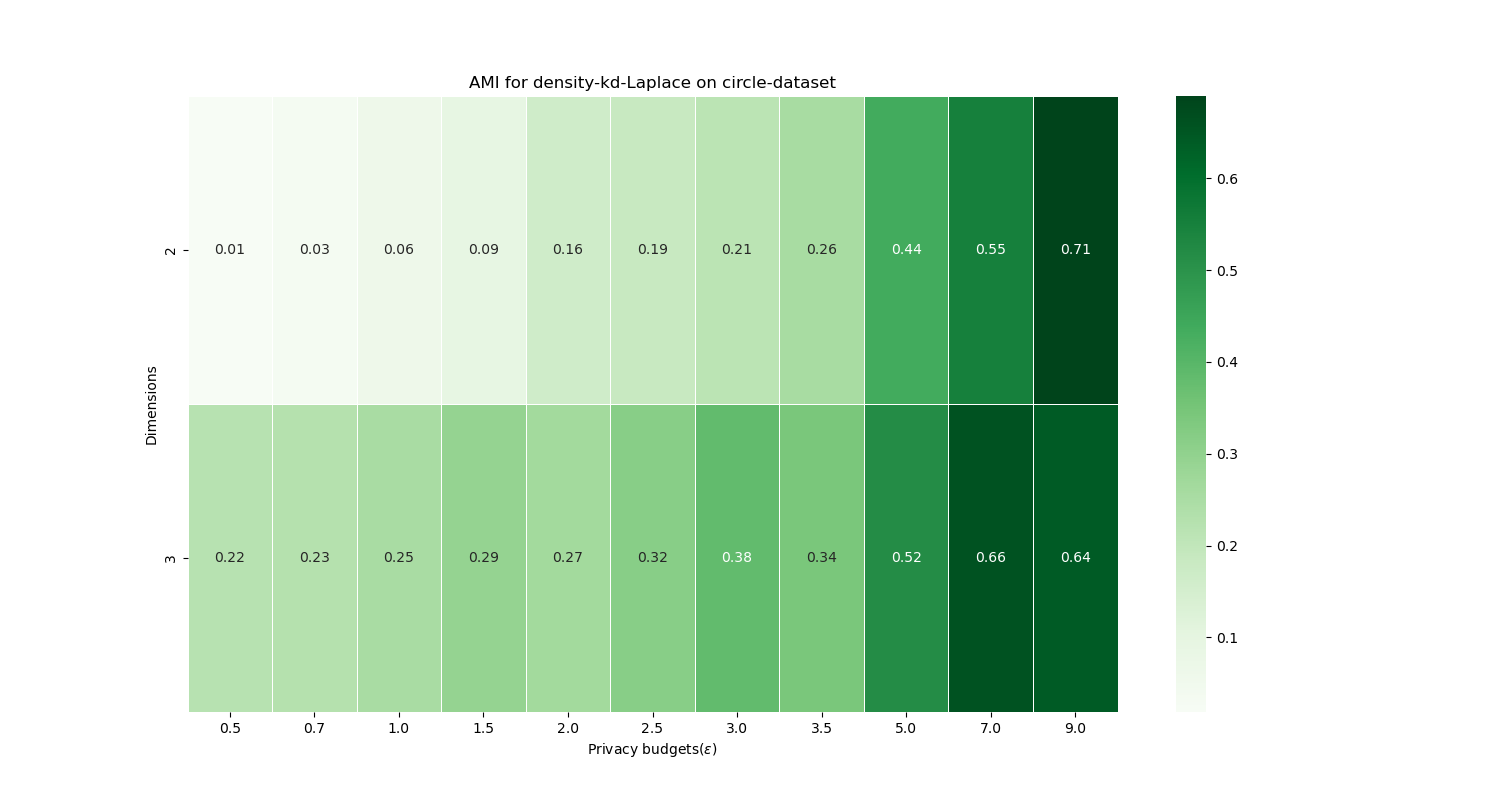 AMI for density-kd-Laplace on circle-dataset
0.01 0.03 0.06 0.09 0.16 0.19 0.21 0.26 0.44 0.55 0.71
0.22 0.23 0.25 0.29 0.27 0.32 0.38 0.34 0.52 0.66 0.64
2
3
Dimensions
0.5 0.7 1.0 1.5 2.0 2.5 3.0 3.5 5.0 7.0 9.0
Privacy budgets(ε)
0.6
0.5
0.4
0.3
0.2
0.1